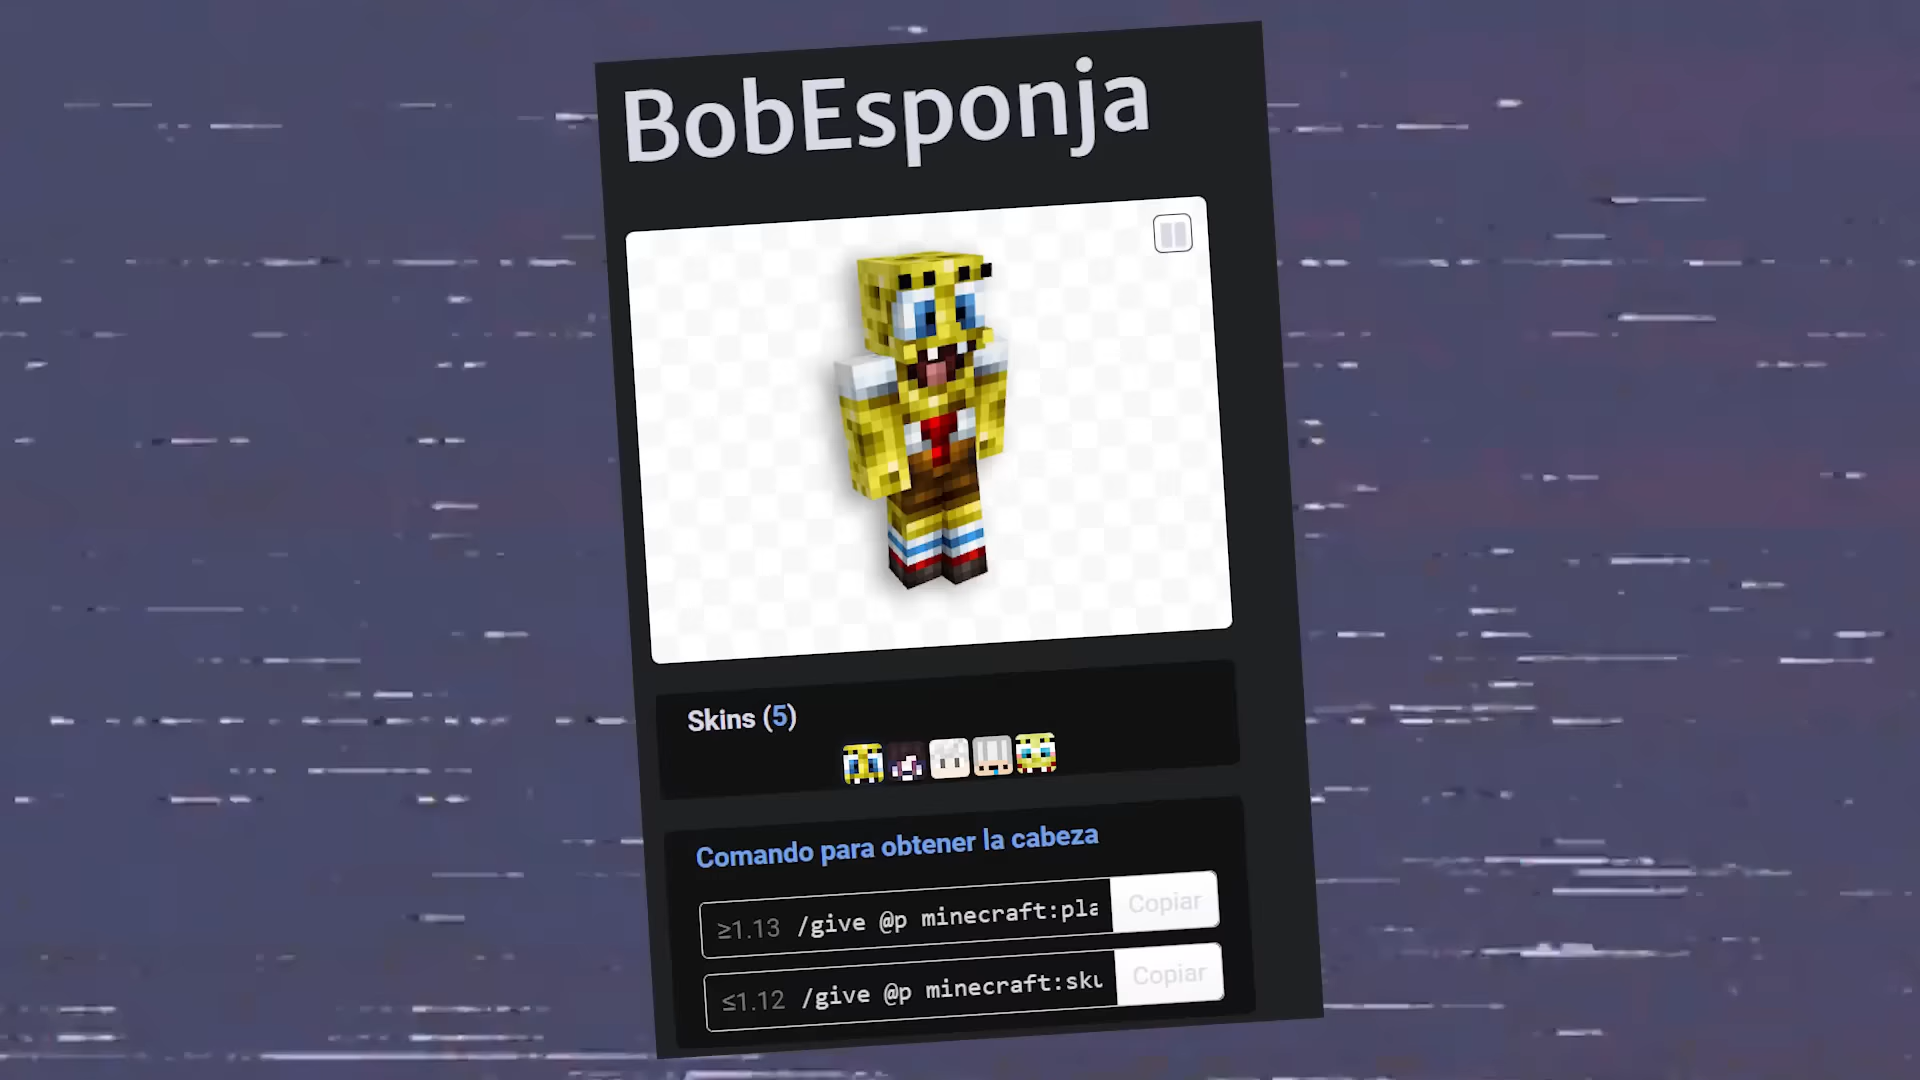 BobEsponja
Skins (5)
Comando para obtener la cabeza
≥1.13 /give @p minecraft:pla Copiar
≤1.12 /give @p minecraft:sku Copiar